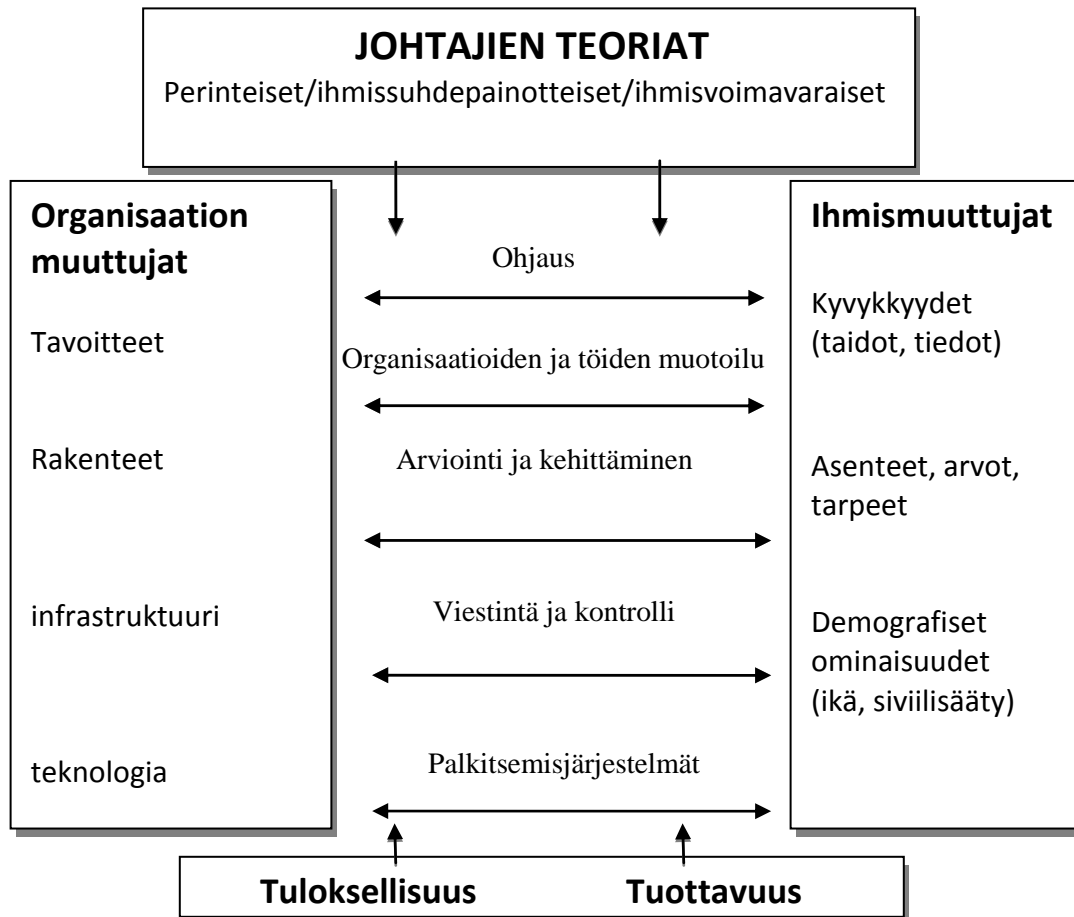 JOHTAJIEN TEORIAT
Perinteiset/ihmissuhdepainotteiset/ihmisvoimavaraiset
Organisaation
muuttujat
Tavoitteet
Rakenteet
infrastruktuuri
teknologia
Ohjaus
Organisaatioiden ja töiden muotoilu
Arviointi ja kehittäminen
Viestintä ja kontrolli
Palkitsemisjärjestelmät
Ihmismuuttujat
Kyvykkyydet
(taidot, tiedot)
Asenteet, arvot,
tarpeet
Demografiset
ominaisuudet
(ikä, siviilisääty)
Tuloksellisuus Tuottavuus